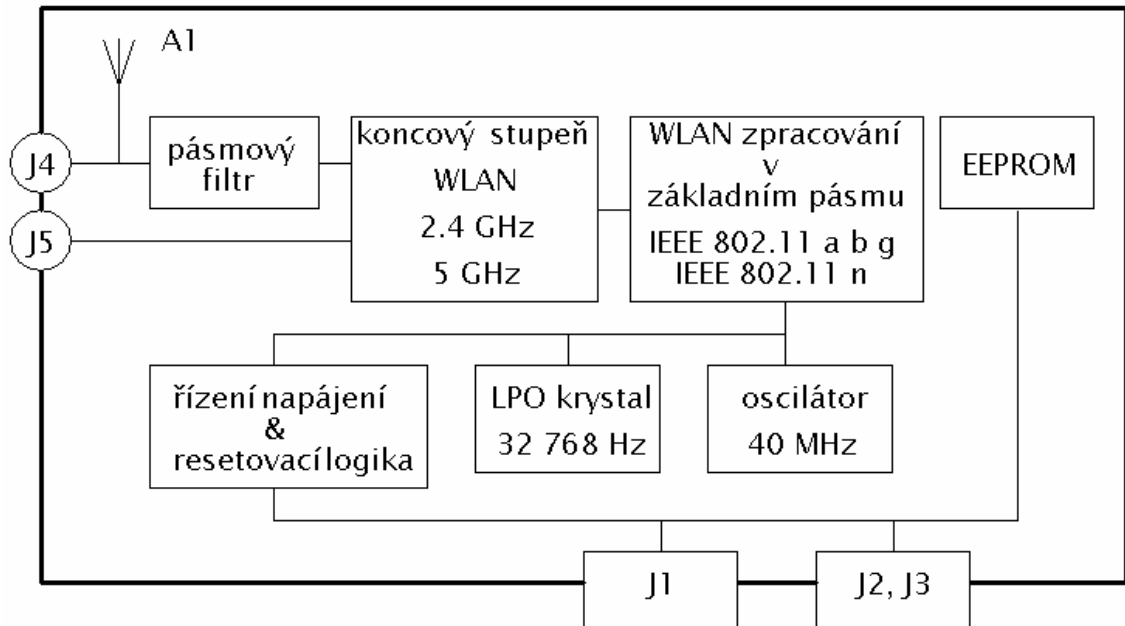 A1
J4
J5
pásmový
filtr
koncový stupeň
WLAN
2.4 GHz
5 GHz
WLAN zpracování
v
základním pásmu
IEEE 802.11 a b g
IEEE 802.11 n
EEPROM
řízení napájení
&
resetovací logika
LPO krystal
32 768 Hz
oscilátor
40 MHz
J1
J2, J3